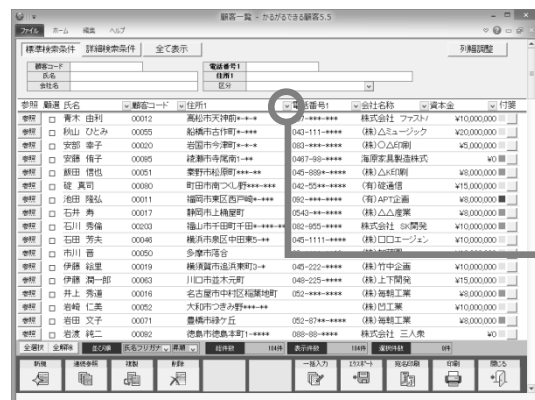 顧客一覧 - かるがるできる顧客5.5
ファイル ホーム 編集 ヘルプ
標準検索条件 詳細検索条件 全て表示 列幅調整
顧客コード 電話番号1
氏名 住所1
会社名 区分
参照 顧選 氏名 顧客コード 住所1 電話番号1 会社名称 資本金 付箋
参照 青木 由利 00012 高松市天神前*-*-* 株式会社 ファスト ¥10,000,000
参照 秋山 ひとみ 00055 船橋市古作町*-*** 043-111-**** (株)△ミュージック ¥20,000,000
参照 安部 幸子 00020 岩国市今津町*-*-* 083-***-**** (株)〇△印刷 ¥5,000,000
参照 安藤 侑子 00095 綾瀬市寺尾南1-** 0467-98-**** 海原家具製造株式 ¥0
参照 飯田 信也 00051 秦野市松原町***-** 045-889*-**** (株)△K印刷 ¥8,000,000
参照 碇 真司 00080 町田市南つくし野***-*** 042-55**-**** (有)碇通信 ¥15,000,000
参照 池田 隆弘 00011 福岡市東区西戸崎*-*** 092-***-**** (有)APT企画 ¥8,000,000
参照 石井 寿 00017 静岡市上桶屋町 0543-**-**** (株)△△産業 ¥8,000,000
参照 石川 秀倫 00203 福山市千田町千田*-***-** 082-955-**** 株式会社 SK開発 ¥10,000,000
参照 石田 芳夫 00046 横浜市泉区中田東5-** 045-1111-**** (株)□□エージェン ¥10,000,000
参照 市川 晋 00050 多摩市落合
参照 伊藤 絵里 00019 横須賀市追浜東町3-* 045-222-**** (株)竹中企画 ¥10,000,000
参照 伊藤 潤一郎 00063 川口市並木元町 048-225-**** (株)上下開発 ¥15,000,000
参照 井上 秀道 00016 名古屋市中村区稲葉地町 052-***-**** (株)毎朝工業 ¥8,000,000
参照 岩崎 仁美 00052 大和市つきみ野***-** (株)凹工業 ¥10,000,000
参照 岩田 文子 00071 豊橋市緑ケ丘 052-87**-**** (株)毎朝工業 ¥8,000,000
参照 岩渡 純二 00092 徳島市徳島本町1-**** 088-88-**** 株式会社 三人衆 ¥0
全選択 全解除 並び順 氏名フリガナ 昇順 総件数 104件 表示件数 104件 選択件数 0件
新規 連続参照 複製 削除 一括入力 エクスポート 宛名印刷 印刷 閉じる